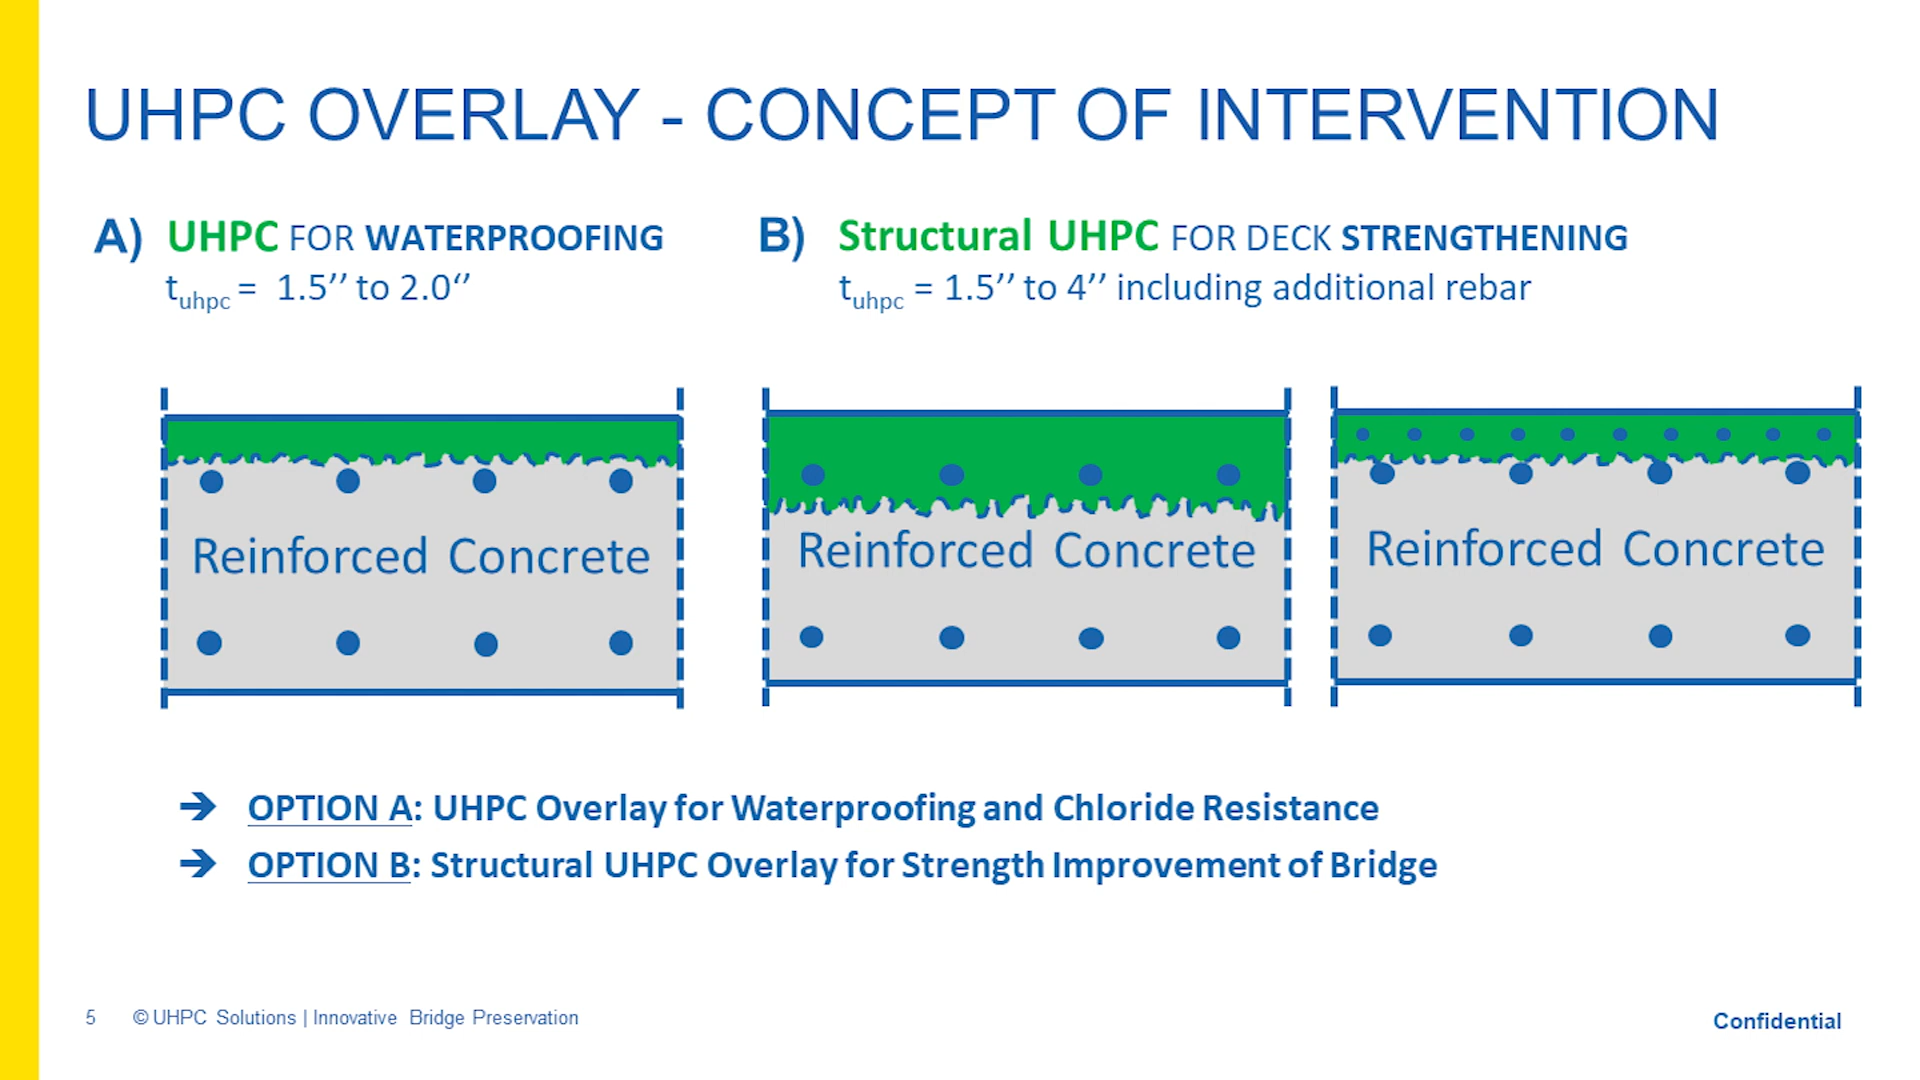 UHPC OVERLAY - CONCEPT OF INTERVENTION
A) UHPC FOR WATERPROOFING
tuhpc = 1.5’’ to 2.0‘’
B) Structural UHPC FOR DECK STRENGTHENING
tuhpc = 1.5’’ to 4’’ including additional rebar
Reinforced Concrete
Reinforced Concrete
Reinforced Concrete
➔ OPTION A: UHPC Overlay for Waterproofing and Chloride Resistance
➔ OPTION B: Structural UHPC Overlay for Strength Improvement of Bridge
5 © UHPC Solutions | Innovative Bridge Preservation
Confidential